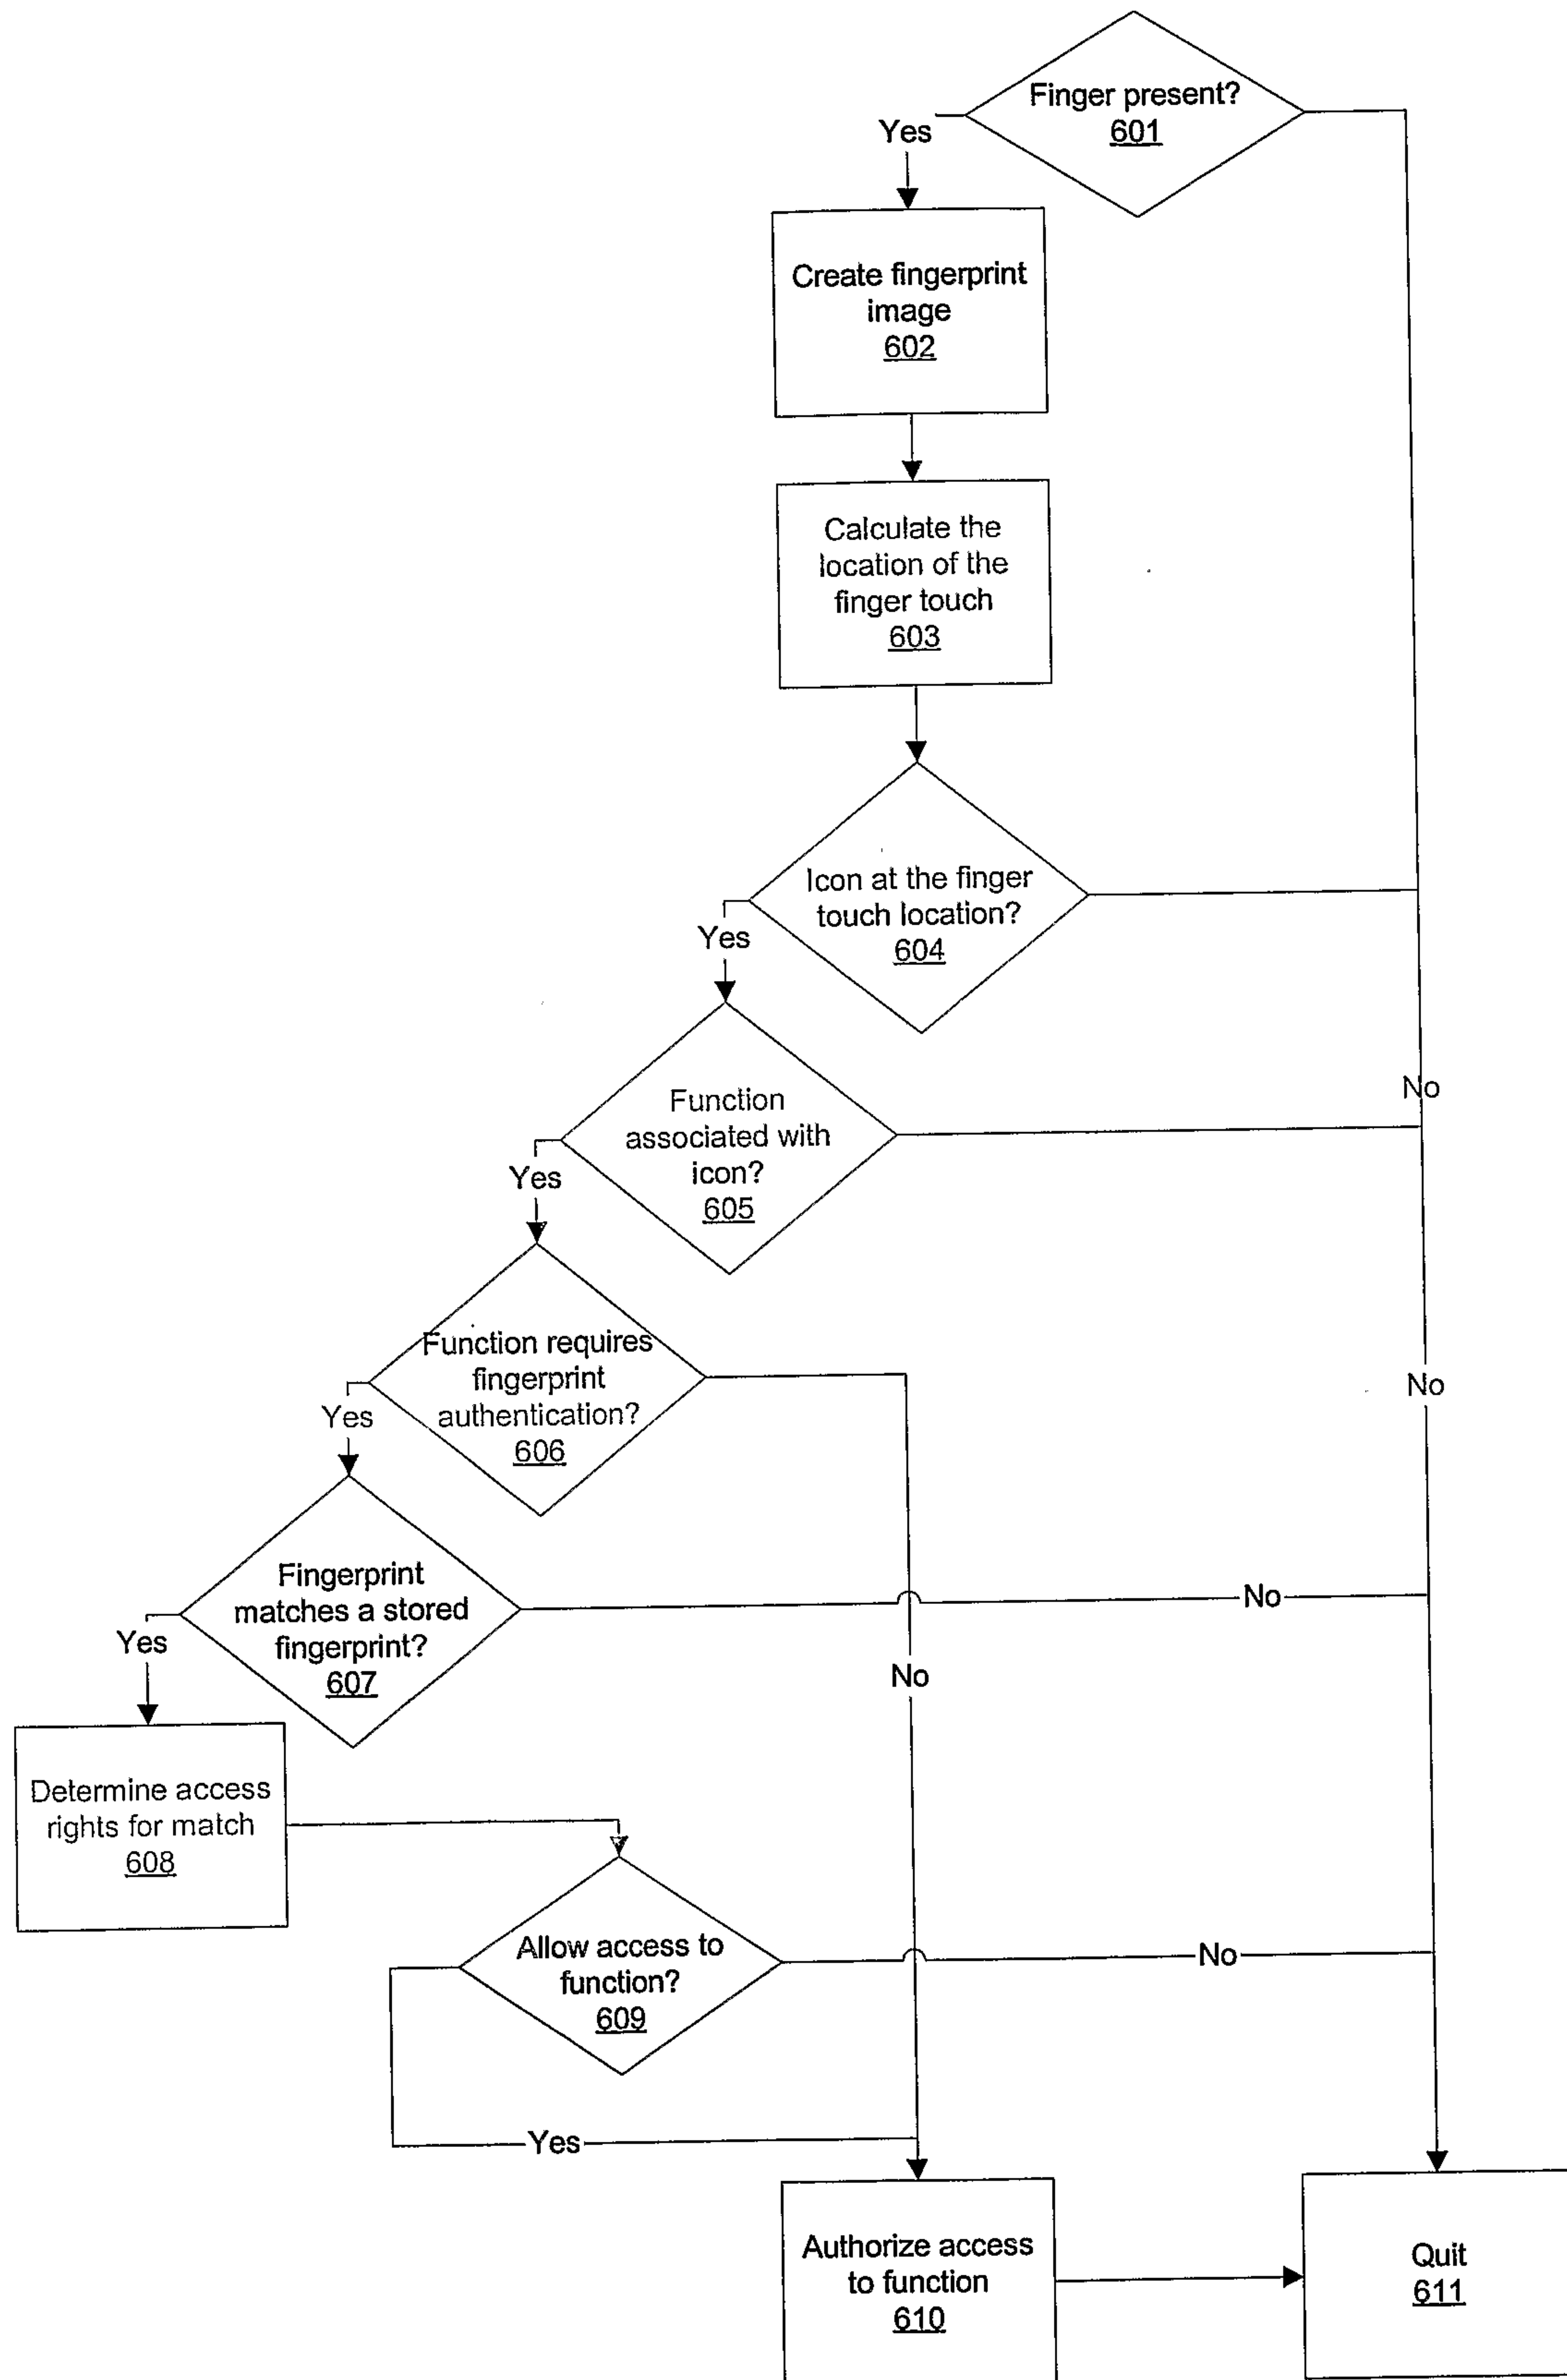 Finger present?
601
Yes
Create fingerprint
image
602
Calculate the
location of the
finger touch
603
Icon at the finger
touch location?
604
Yes
No
Function
associated with
icon?
605
Yes
Function requires
fingerprint
authentication?
606
No
Yes
Fingerprint
matches a stored
fingerprint?
607
No
Yes
No
Determine access
rights for match
608
Allow access to
function?
609
No
Yes
Authorize access
to function
610
Quit
611